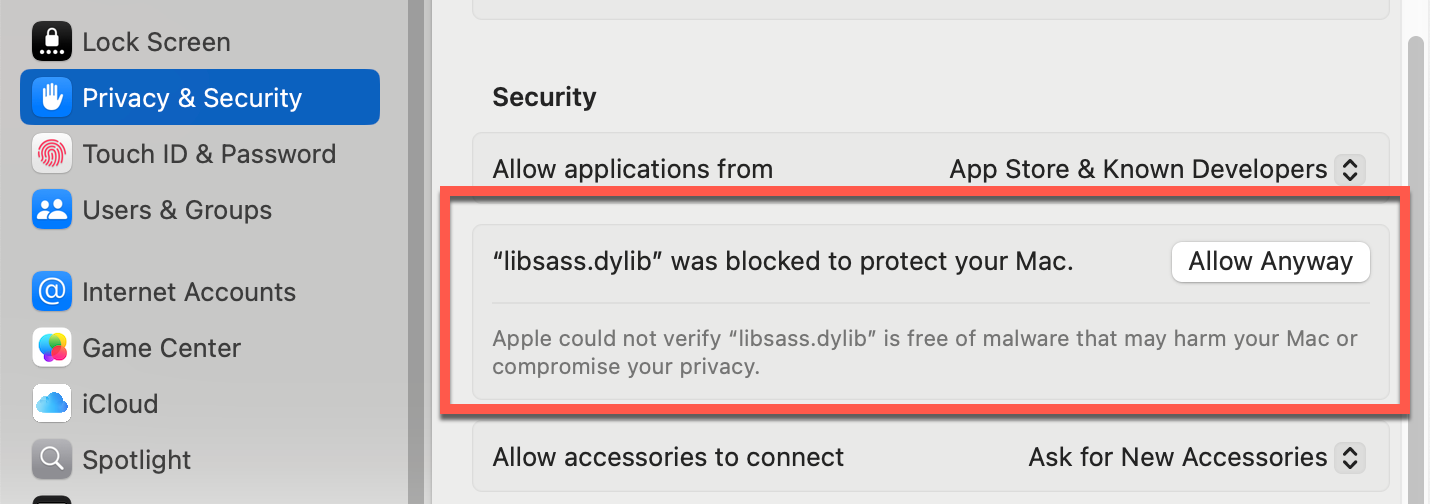 Lock Screen
Privacy & Security
Touch ID & Password
Users & Groups
Internet Accounts
Game Center
iCloud
Spotlight
Security
Allow applications from App Store & Known Developers
“libsass.dylib” was blocked to protect your Mac. Allow Anyway
Apple could not verify “libsass.dylib” is free of malware that may harm your Mac or
compromise your privacy.
Allow accessories to connect Ask for New Accessories